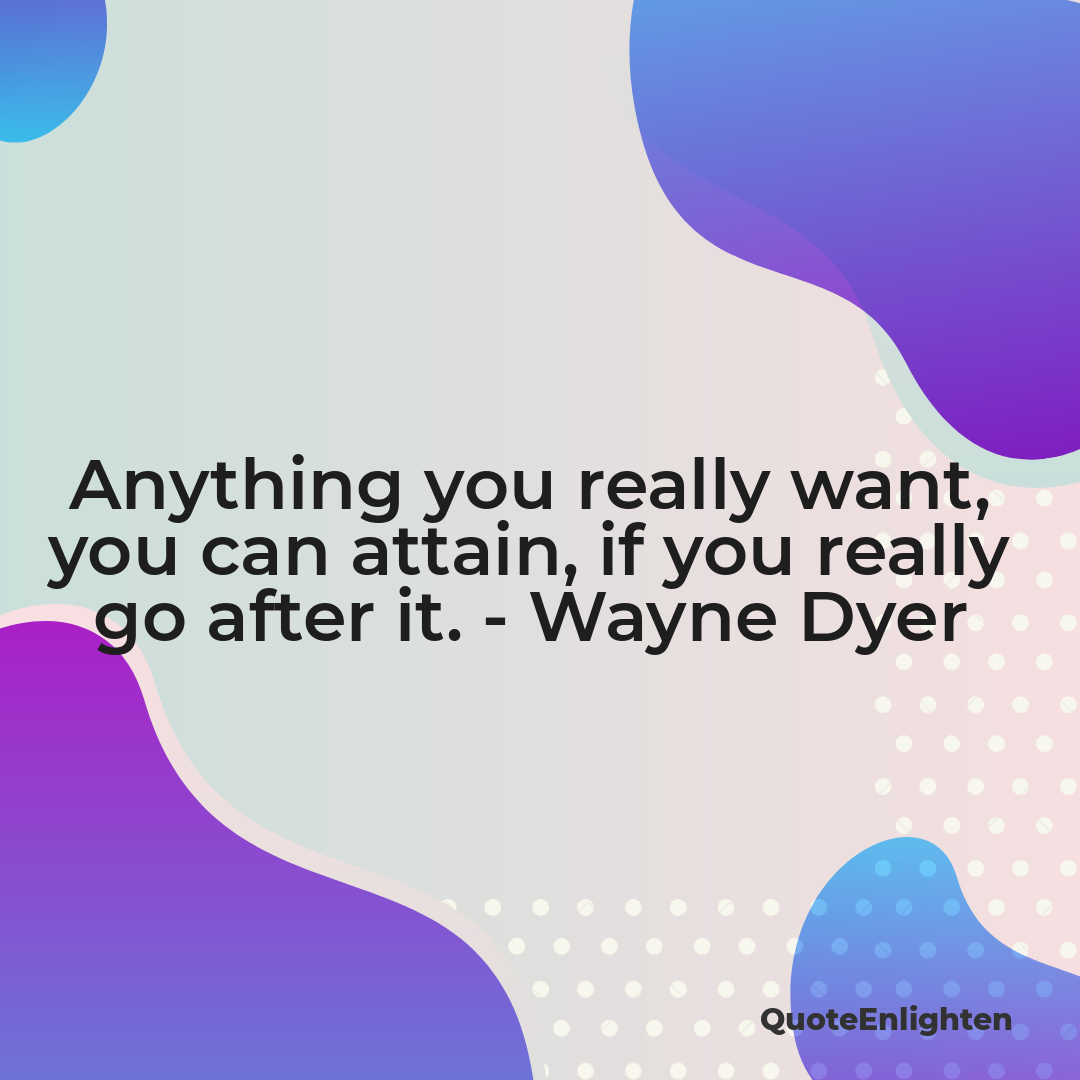 Anything you really want,
you can attain, if you really
go after it. - Wayne Dyer
QuoteEnlighten